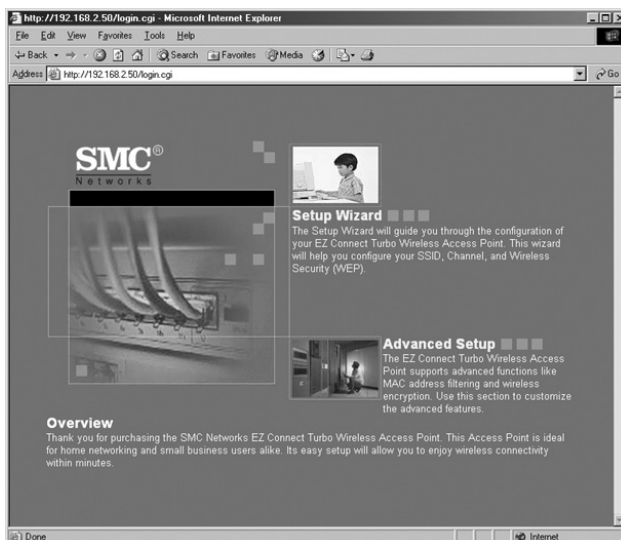 http://192.168.2.50/login.cgi - Microsoft Internet Explorer
File Edit View Favorites Tools Help
Back Search Favorites Media
Address http://192.168.2.50/login.cgi Go
SMC®
Networks
Setup Wizard
The Setup Wizard will guide you through the configuration of
your EZ Connect Turbo Wireless Access Point. This wizard
will help you configure your SSID, Channel, and Wireless
Security (WEP).
Advanced Setup
The EZ Connect Turbo Wireless Access
Point supports advanced functions like
MAC address filtering and wireless
encryption. Use this section to customize
the advanced features.
Overview
Thank you for purchasing the SMC Networks EZ Connect Turbo Wireless Access Point. This Access Point is ideal
for home networking and small business users alike. Its easy setup will allow you to enjoy wireless connectivity
within minutes.
Done Internet